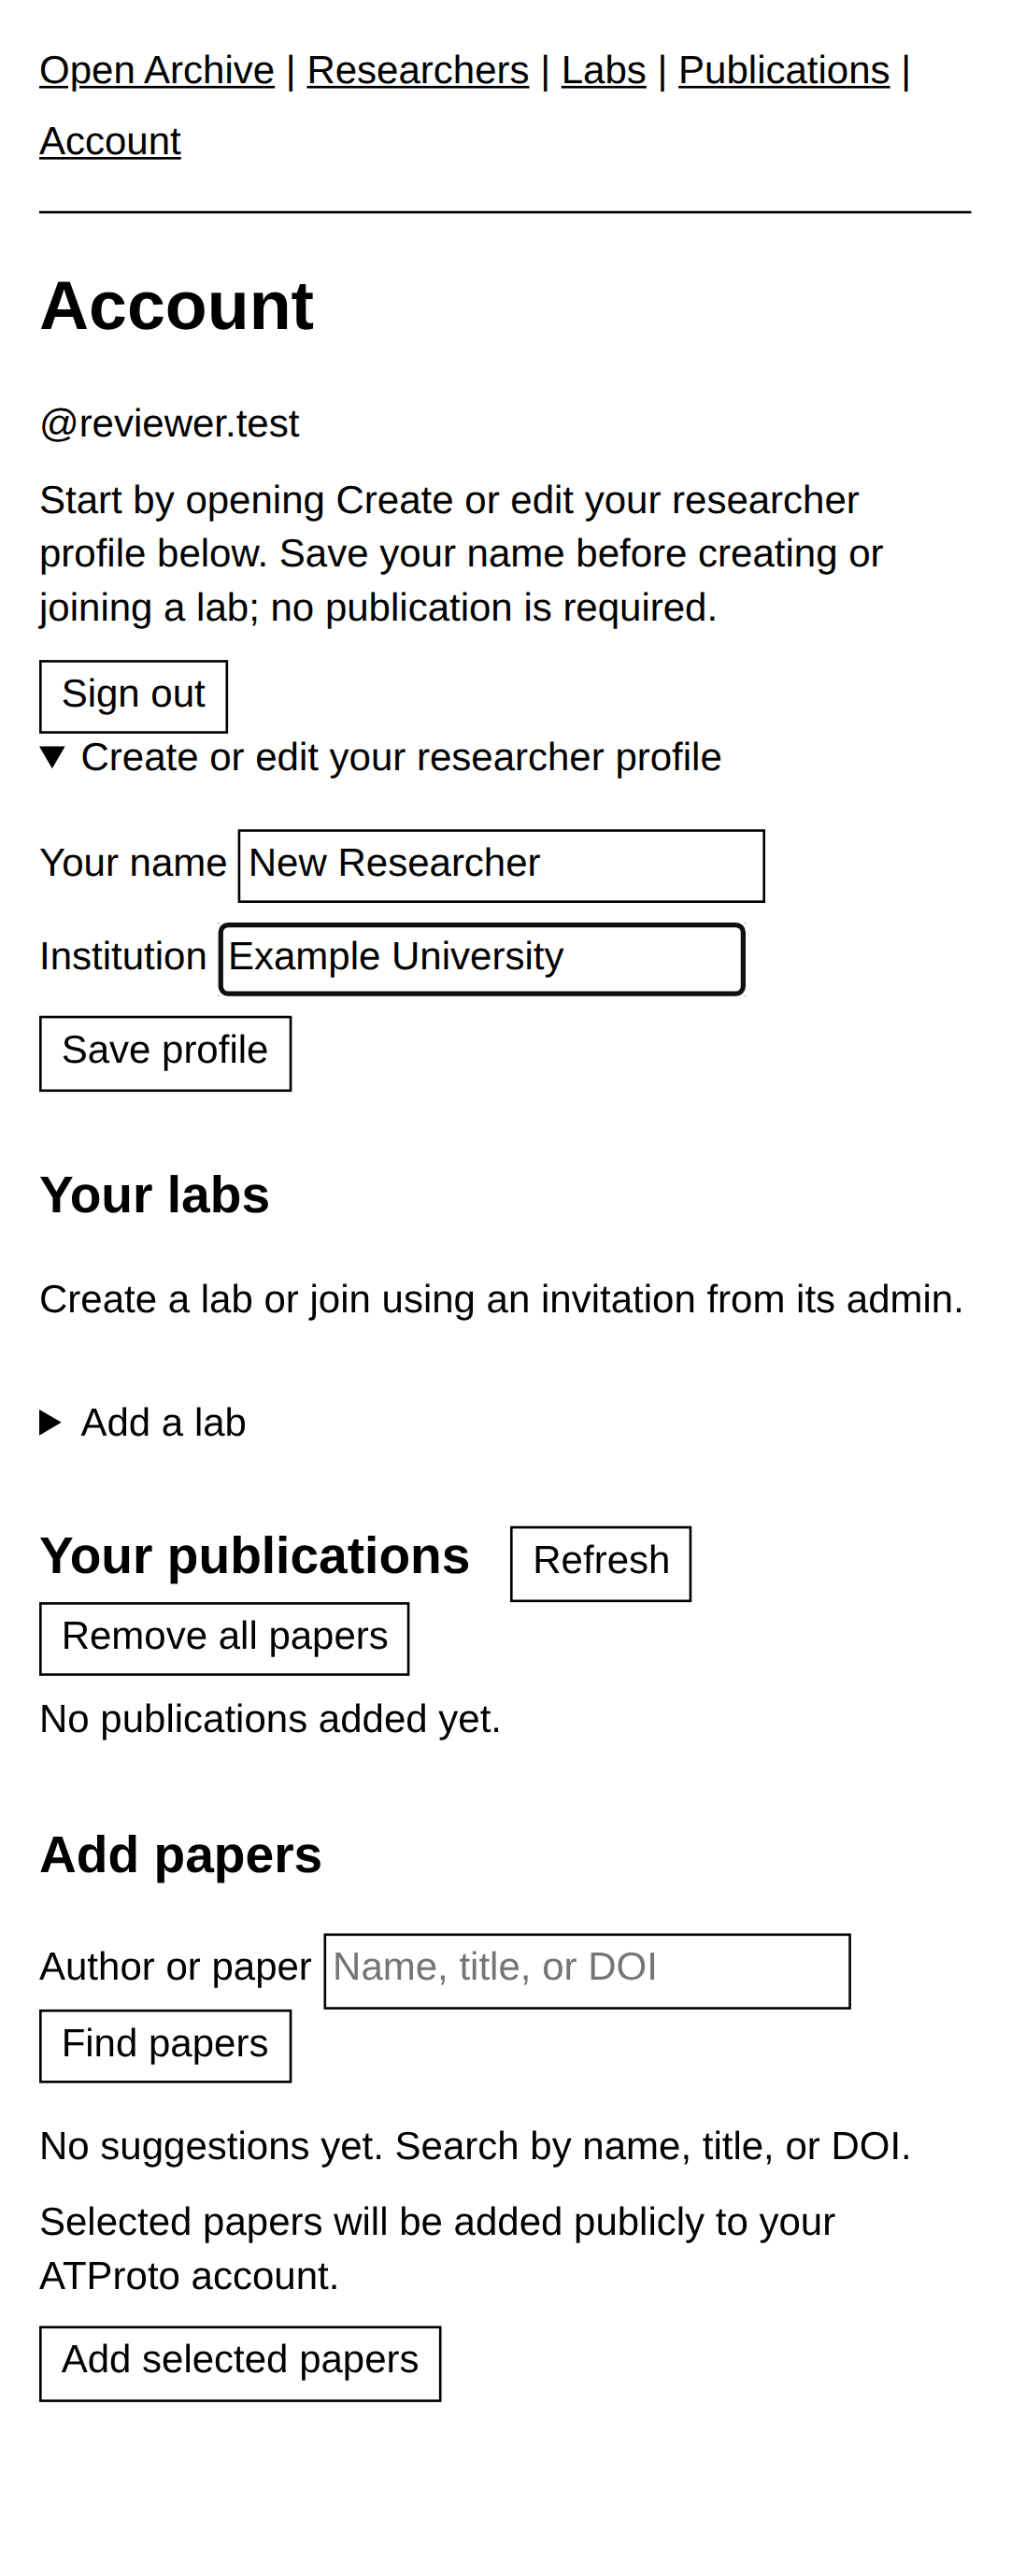 Open Archive | Researchers | Labs | Publications |
Account
Account
@reviewer.test
Start by opening Create or edit your researcher
profile below. Save your name before creating or
joining a lab; no publication is required.
Sign out
Create or edit your researcher profile
Your name New Researcher
Institution Example University
Save profile
Your labs
Create a lab or join using an invitation from its admin.
Add a lab
Your publications Refresh
Remove all papers
No publications added yet.
Add papers
Author or paper Name, title, or DOI
Find papers
No suggestions yet. Search by name, title, or DOI.
Selected papers will be added publicly to your
ATProto account.
Add selected papers